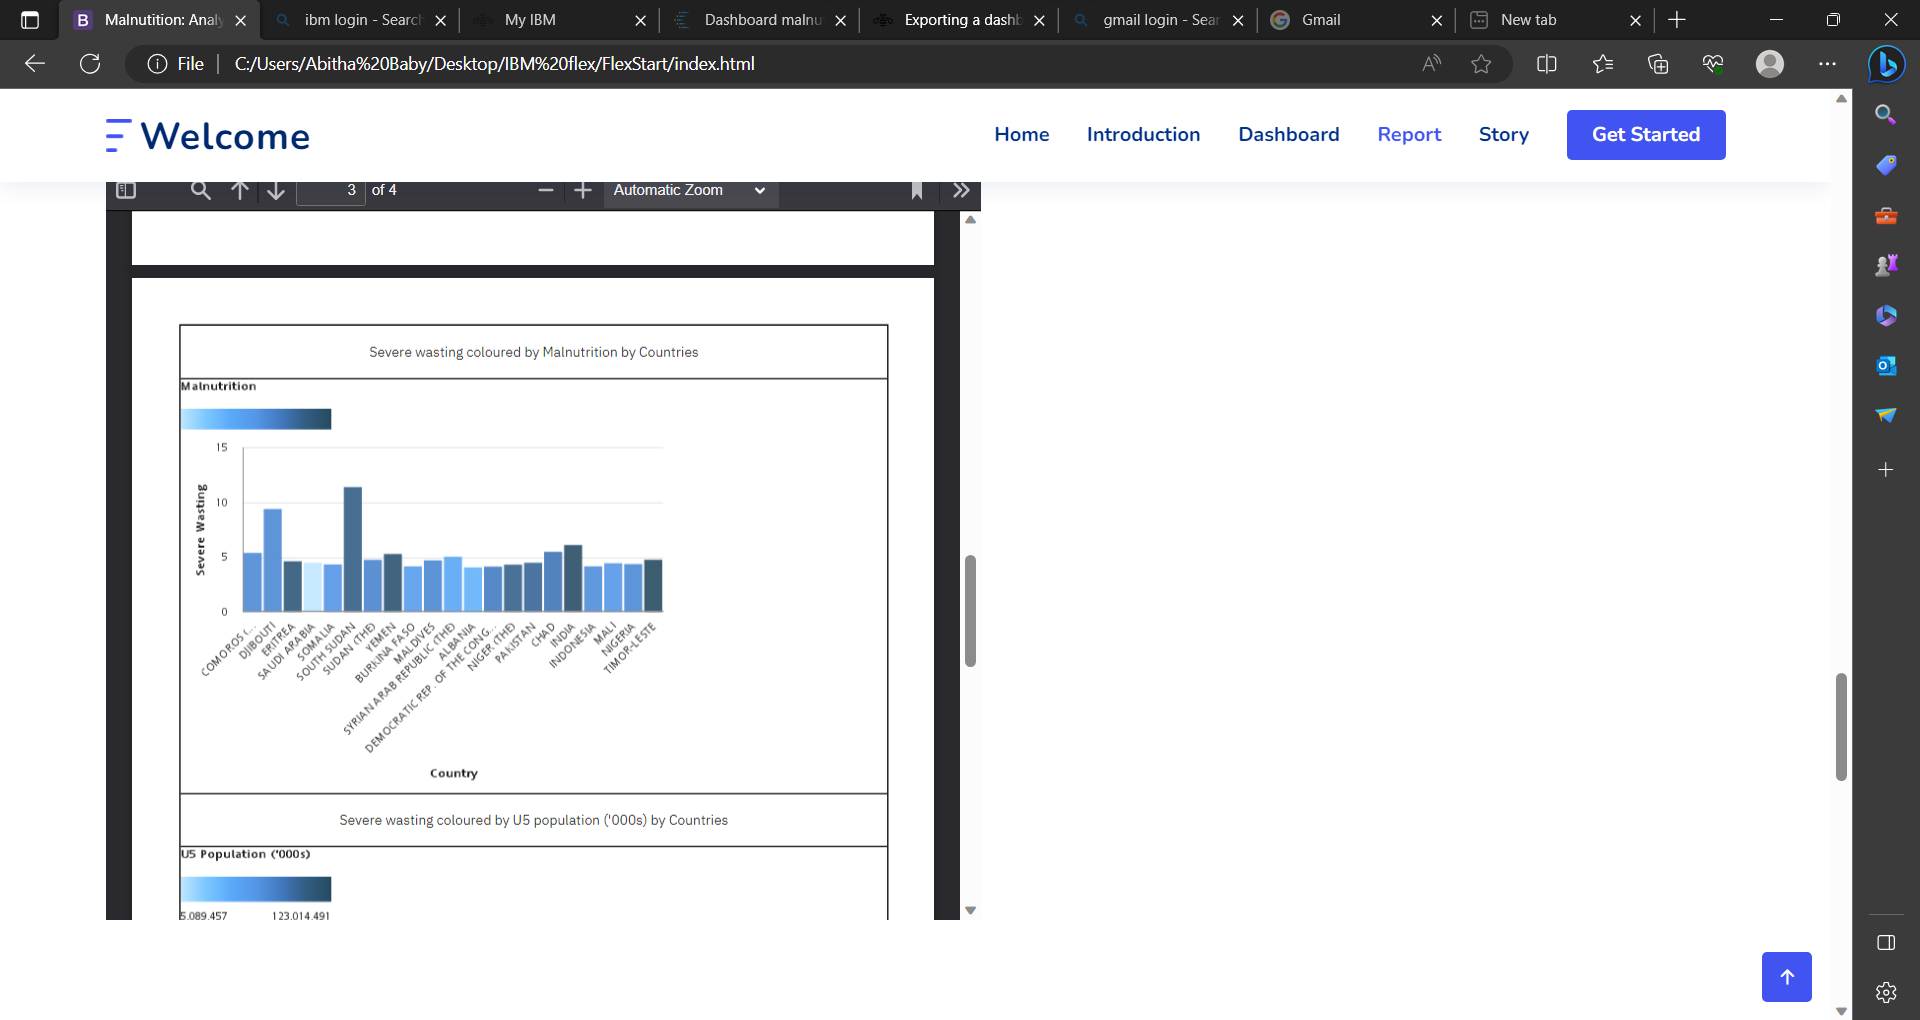 Malnutition: Analy
ibm login - Search
My IBM
Dashboard malnu
Exporting a dashb
gmail login - Sear
Gmail
New tab
File
C:/Users/Abitha%20Baby/Desktop/IBM%20flex/FlexStart/index.html
Welcome
Home
Introduction
Dashboard
Report
Story
Get Started
3 of 4
Automatic Zoom
Severe wasting coloured by Malnutrition by Countries
Malnutrition
15
10
5
0
Severe Wasting
COMOROS (...
DJIBOUTI
ERITREA
SAUDI ARABIA
SOMALIA
SOUTH SUDAN
SUDAN (THE)
YEMEN
BURKINA FASO
MALDIVES
SYRIAN ARAB REPUBLIC (THE)
ALBANIA
DEMOCRATIC REP. OF THE CONG...
NIGER (THE)
PAKISTAN
CHAD
INDIA
INDONESIA
MALI
NIGERIA
TIMOR-LESTE
Country
Severe wasting coloured by U5 population ('000s) by Countries
U5 Population ('000s)
5.089.457 123.014.491